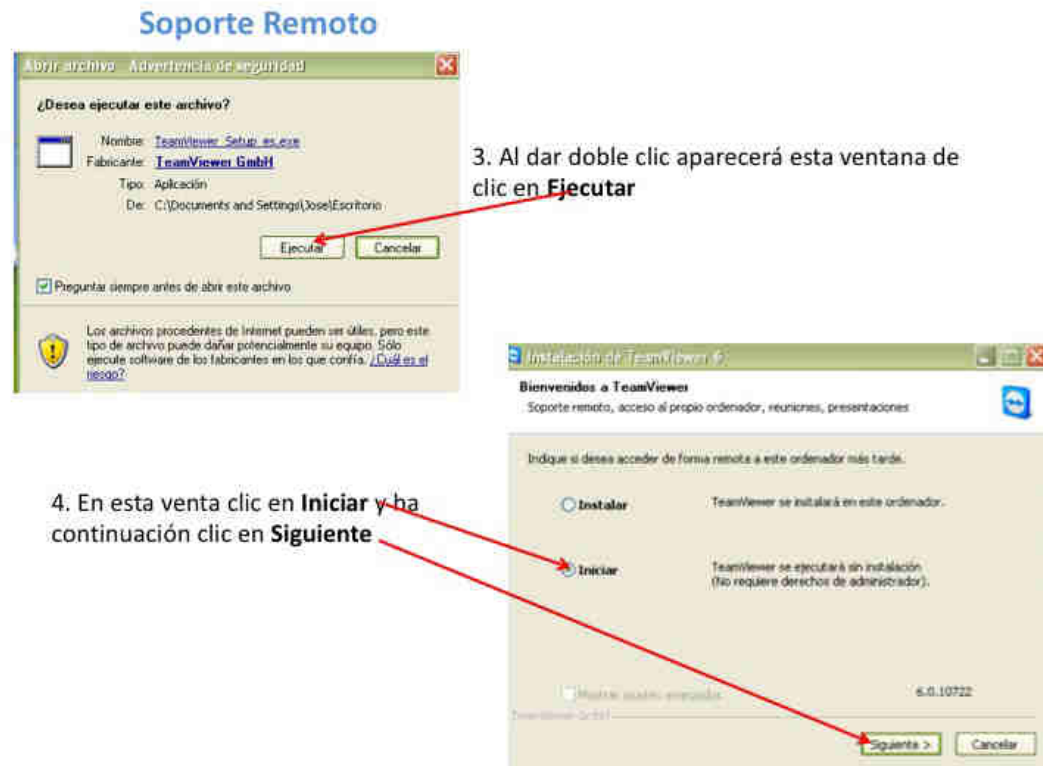 Soporte Remoto
Abrir archivo Advertencia de seguridad
¿Desea ejecutar este archivo?
Nombre: TeamViewer_Setup_es.exe
Fabricante: TeamViewer GmbH
Tipo: Aplicación
De: C:\Documents and Settings\Jose\Escritorio
Ejecutar Cancelar
Preguntar siempre antes de abrir este archivo
Los archivos procedentes de Internet pueden ser útiles, pero este
tipo de archivo puede dañar potencialmente su equipo. Sólo
ejecute software de los fabricantes en los que confía. ¿Cuál es el
riesgo?
3. Al dar doble clic aparecerá esta ventana de
clic en Ejecutar
Instalación de TeamViewer 6
Bienvenidos a TeamViewer
Soporte remoto, acceso al propio ordenador, reuniones, presentaciones
Indique si desea acceder de forma remota a este ordenador más tarde.
Instalar TeamViewer se instalará en este ordenador.
Iniciar TeamViewer se ejecutará sin instalación
(No requiere derechos de administrador).
Mostrar ajustes avanzados 6.0.10722
TeamViewer GmbH
Siguiente > Cancelar
4. En esta venta clic en Iniciar y ha
continuación clic en Siguiente